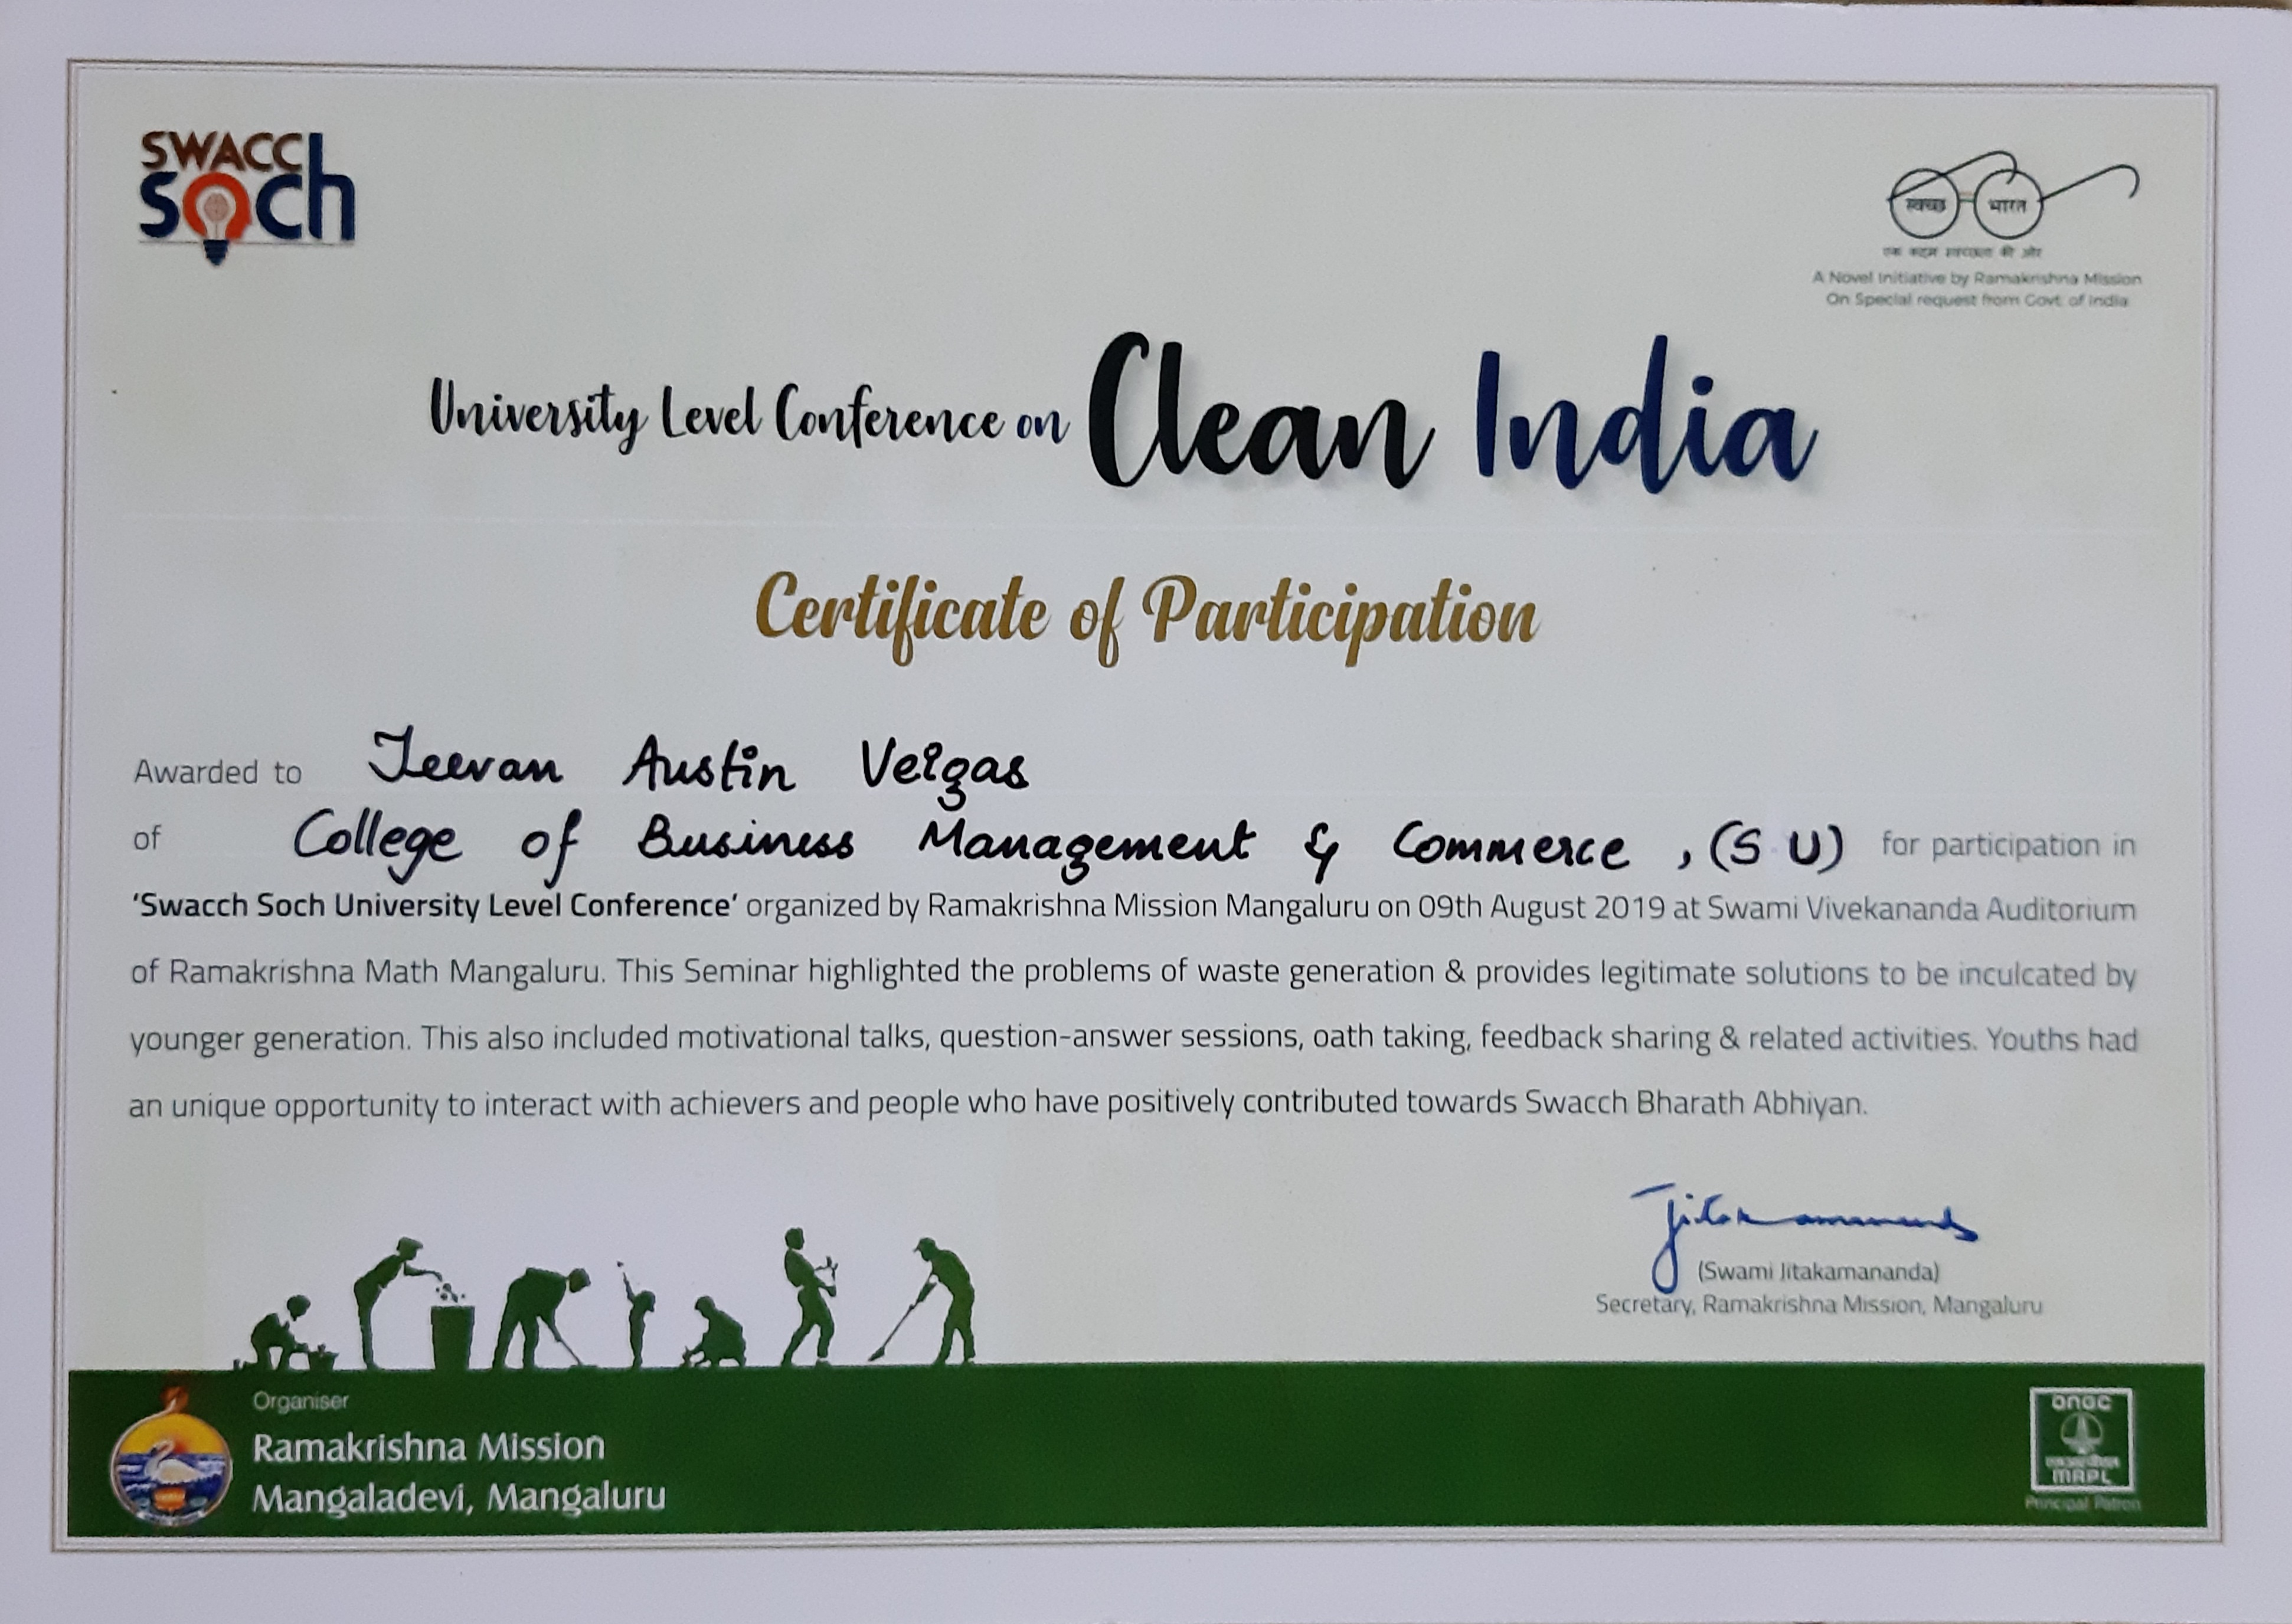 SWACCh
Soch
स्वच्छ भारत
एक कदम स्वच्छता की ओर
A Novel Initiative by Ramakrishna Mission
On Special request from Govt. of India
University Level Conference on Clean India
Certificate of Participation
Awarded to Jeevan Austin Veigas
of College of Business Management & Commerce, (S U) for participation in
'Swacch Soch University Level Conference' organized by Ramakrishna Mission Mangaluru on 09th August 2019 at Swami Vivekananda Auditorium
of Ramakrishna Math Mangaluru. This Seminar highlighted the problems of waste generation & provides legitimate solutions to be inculcated by
younger generation. This also included motivational talks, question-answer sessions, oath taking, feedback sharing & related activities. Youths had
an unique opportunity to interact with achievers and people who have positively contributed towards Swacch Bharath Abhiyan.
Jitakamananda
(Swami Jitakamananda)
Secretary, Ramakrishna Mission, Mangaluru
Organiser
Ramakrishna Mission
Mangaladevi, Mangaluru
ONGC
MRPL
Principal Patron